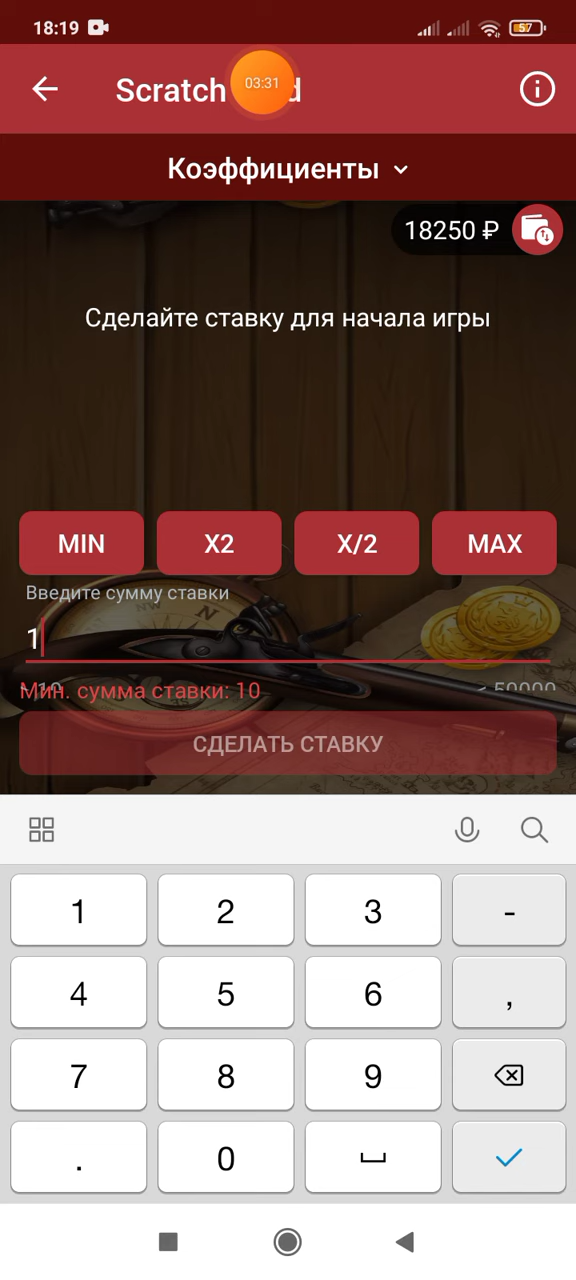 18:19
57
Scratch d
03:31
Коэффициенты
18250 ₽
Сделайте ставку для начала игры
MIN X2 X/2 MAX
Введите сумму ставки
1
Мин. сумма ставки: 10
≤ 50000
СДЕЛАТЬ СТАВКУ
1 2 3 -
4 5 6 ,
7 8 9
. 0